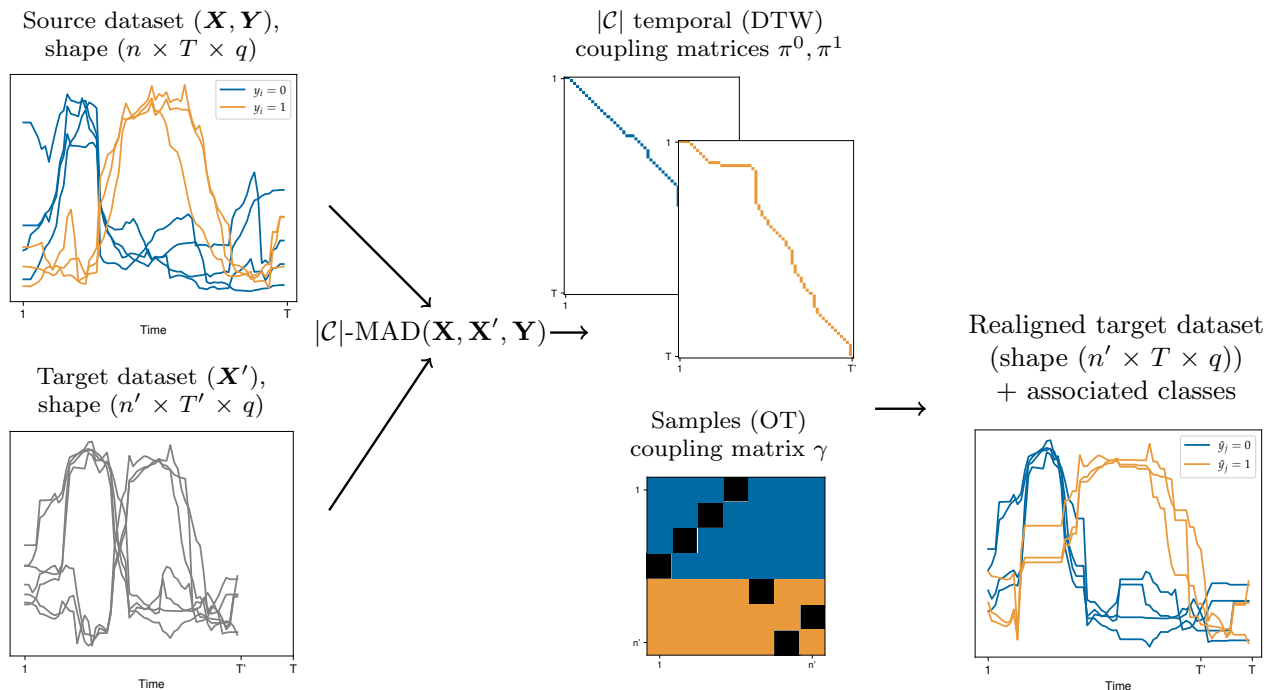 Source dataset (X, Y),
shape (n × T × q)
y_i = 0
y_i = 1
1
T
Time
Target dataset (X′),
shape (n′ × T′ × q)
1
T'
T
Time
|C|-MAD(X, X′, Y)
|C| temporal (DTW)
coupling matrices π⁰, π¹
1
T
1
1
T
1
T'
Samples (OT)
coupling matrix γ
1
n'
1
n'
Realigned target dataset
(shape (n′ × T × q))
+ associated classes
ŷ_j = 0
ŷ_j = 1
1
T'
T
Time